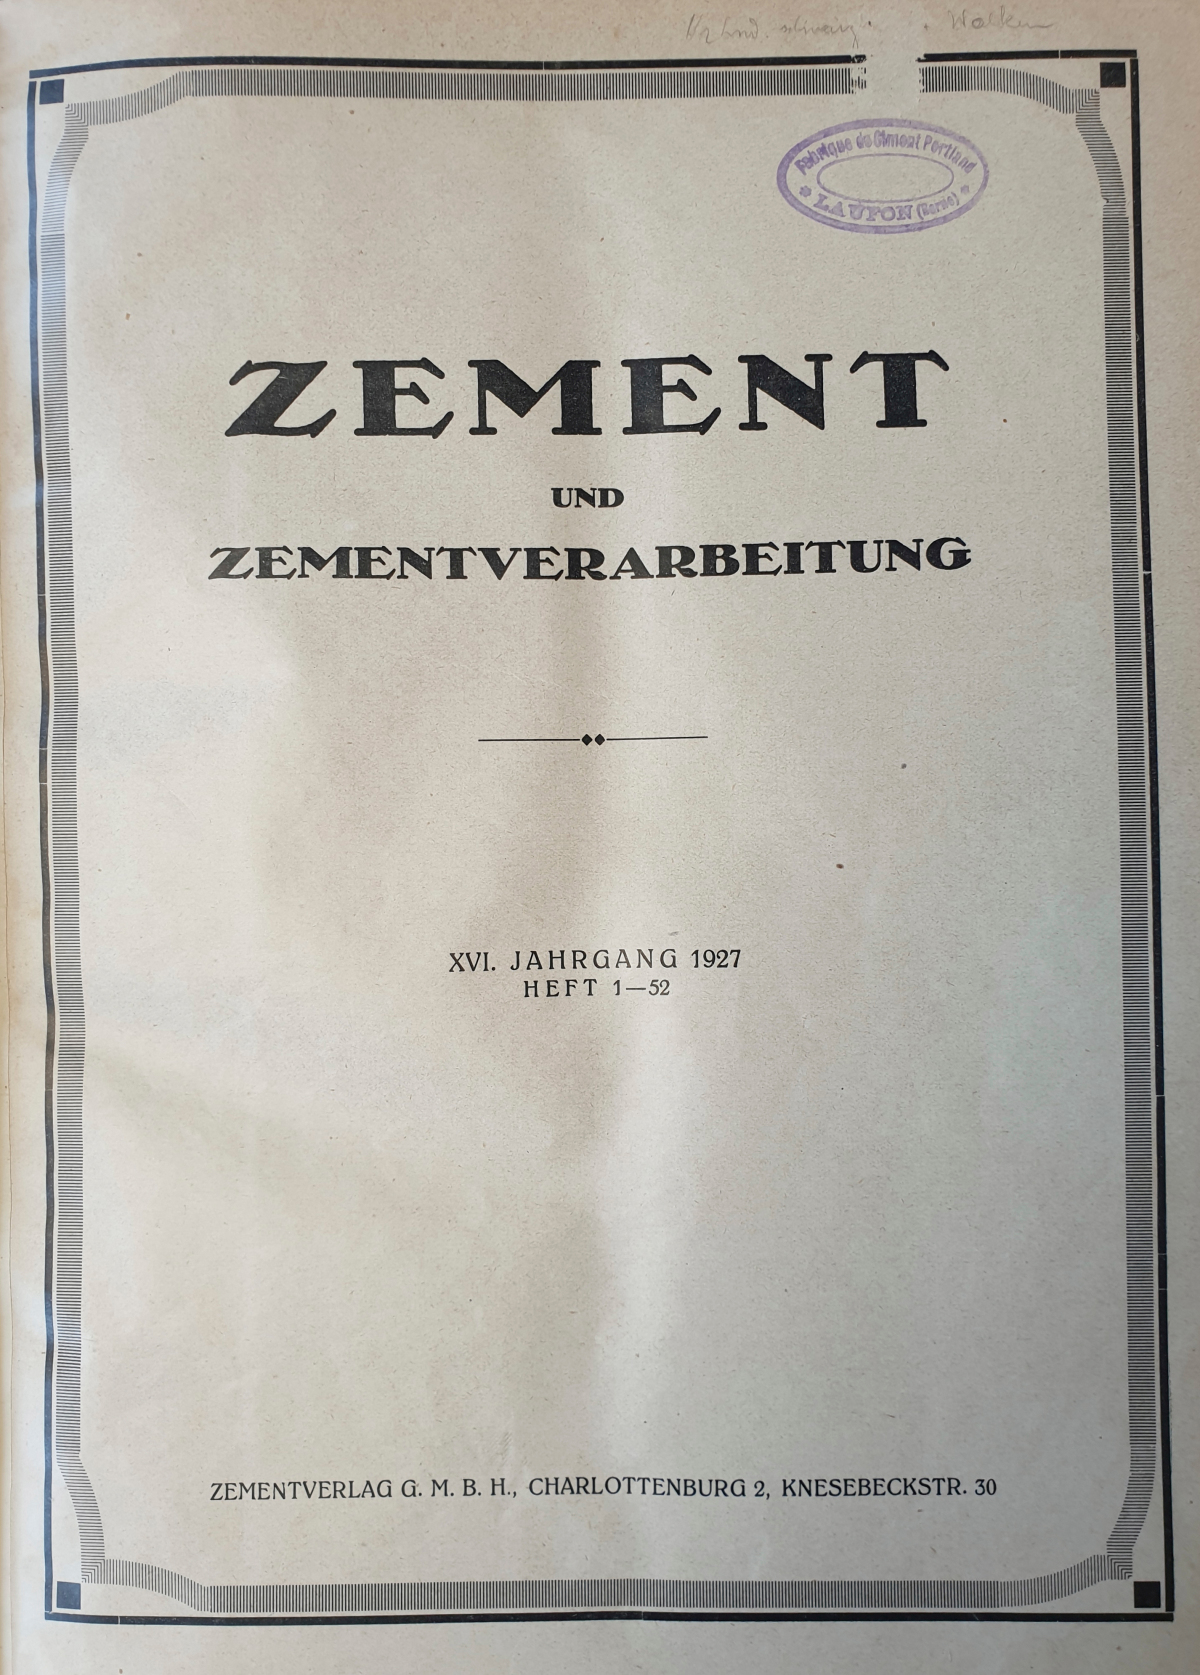 Fabrique de Ciment Portland
LAUFON (Berne)
ZEMENT
UND
ZEMENTVERARBEITUNG
XVI. JAHRGANG 1927
HEFT 1—52
ZEMENTVERLAG G. M. B. H., CHARLOTTENBURG 2, KNESEBECKSTR. 30